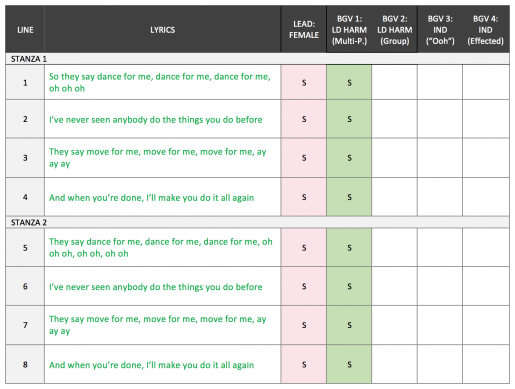 LINE LYRICS LEAD: FEMALE BGV 1: LD HARM (Multi-P.) BGV 2: LD HARM (Group) BGV 3: IND (“Ooh”) BGV 4: IND (Effected)
STANZA 1
1 So they say dance for me, dance for me, dance for me, S S
oh oh oh
2 I’ve never seen anybody do the things you do before S S
3 They say move for me, move for me, move for me, ay S S
ay ay
4 And when you’re done, I’ll make you do it all again S S
STANZA 2
5 They say dance for me, dance for me, dance for me, oh S S
oh oh, oh, oh oh
6 I’ve never seen anybody do the things you do before S S
7 They say move for me, move for me, move for me, ay S S
ay ay
8 And when you’re done, I’ll make you do it all again S S